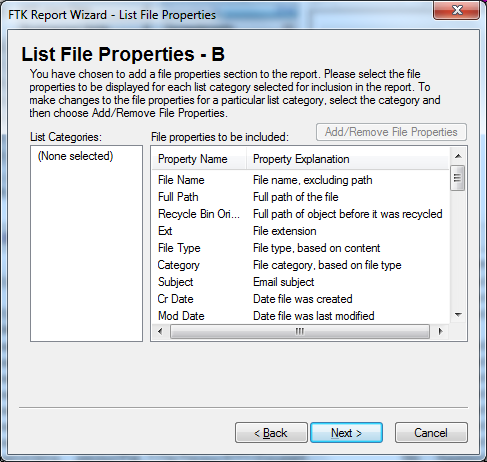 FTK Report Wizard - List File Properties
List File Properties - B
You have chosen to add a file properties section to the report. Please select the file
properties to be displayed for each list category selected for inclusion in the report. To
make changes to the file properties for a particular list category, select the category and
then choose Add/Remove File Properties.
Add/Remove File Properties
List Categories:
File properties to be included:
(None selected)
Property Name Property Explanation
File Name File name, excluding path
Full Path Full path of the file
Recycle Bin Ori... Full path of object before it was recycled
Ext File extension
File Type File type, based on content
Category File category, based on file type
Subject Email subject
Cr Date Date file was created
Mod Date Date file was last modified
< Back Next > Cancel